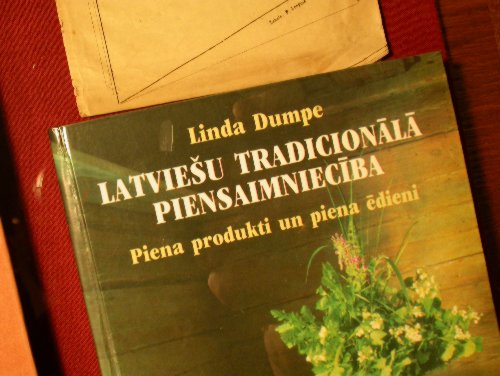 Linda Dumpe
LATVIEŠU TRADICIONĀLĀ
PIENSAIMNIECĪBA
Piena produkti un piena ēdieni